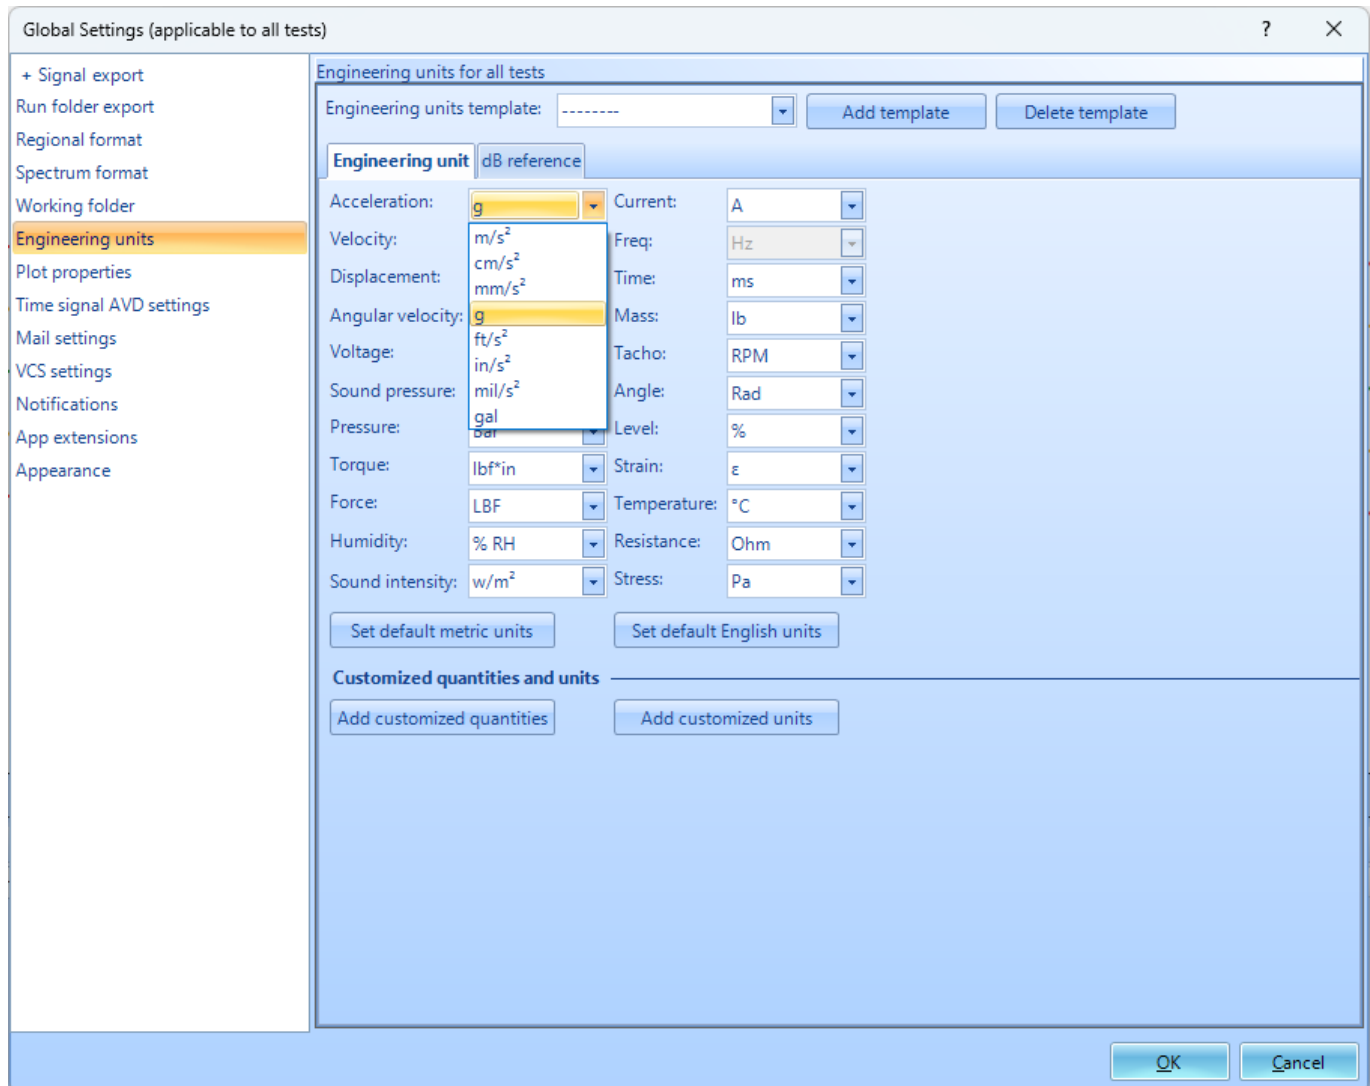 Global Settings (applicable to all tests) ?
+ Signal export
Run folder export
Regional format
Spectrum format
Working folder
Engineering units
Plot properties
Time signal AVD settings
Mail settings
VCS settings
Notifications
App extensions
Appearance
Engineering units for all tests
Engineering units template: -------- Add template Delete template
Engineering unit dB reference
Acceleration: g Current: A
Velocity: Freq: Hz
Displacement: Time: ms
Angular velocity: Mass: lb
Voltage: Tacho: RPM
Sound pressure: Angle: Rad
Pressure: Bar Level: %
m/s²
cm/s²
mm/s²
g
ft/s²
in/s²
mil/s²
gal
Torque: lbf*in Strain: ε
Force: LBF Temperature: °C
Humidity: % RH Resistance: Ohm
Sound intensity: w/m² Stress: Pa
Set default metric units Set default English units
Customized quantities and units
Add customized quantities Add customized units
OK Cancel